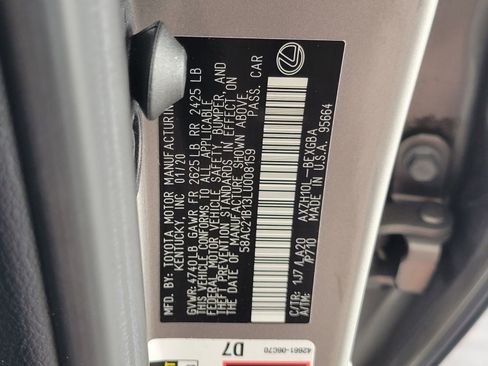 MFD. BY: TOYOTA MOTOR MANUFACTURING
KENTUCKY, INC 01/20
GVWR: 4740LB GAWR FR 2625LB RR 2425 LB
THIS VEHICLE CONFORMS TO ALL APPLICABLE
FEDERAL MOTOR VEHICLE SAFETY, BUMPER, AND
THEFT PREVENTION STANDARDS IN EFFECT ON
THE DATE OF MANUFACTURE SHOWN ABOVE.
58AC21B13LU008159 PASS. CAR
AXZH10L-BEXGBA
MADE IN U.S.A. 95664
C/TR: 1J7 / LA20
A/TM: / AP710
42661-06C70
D7